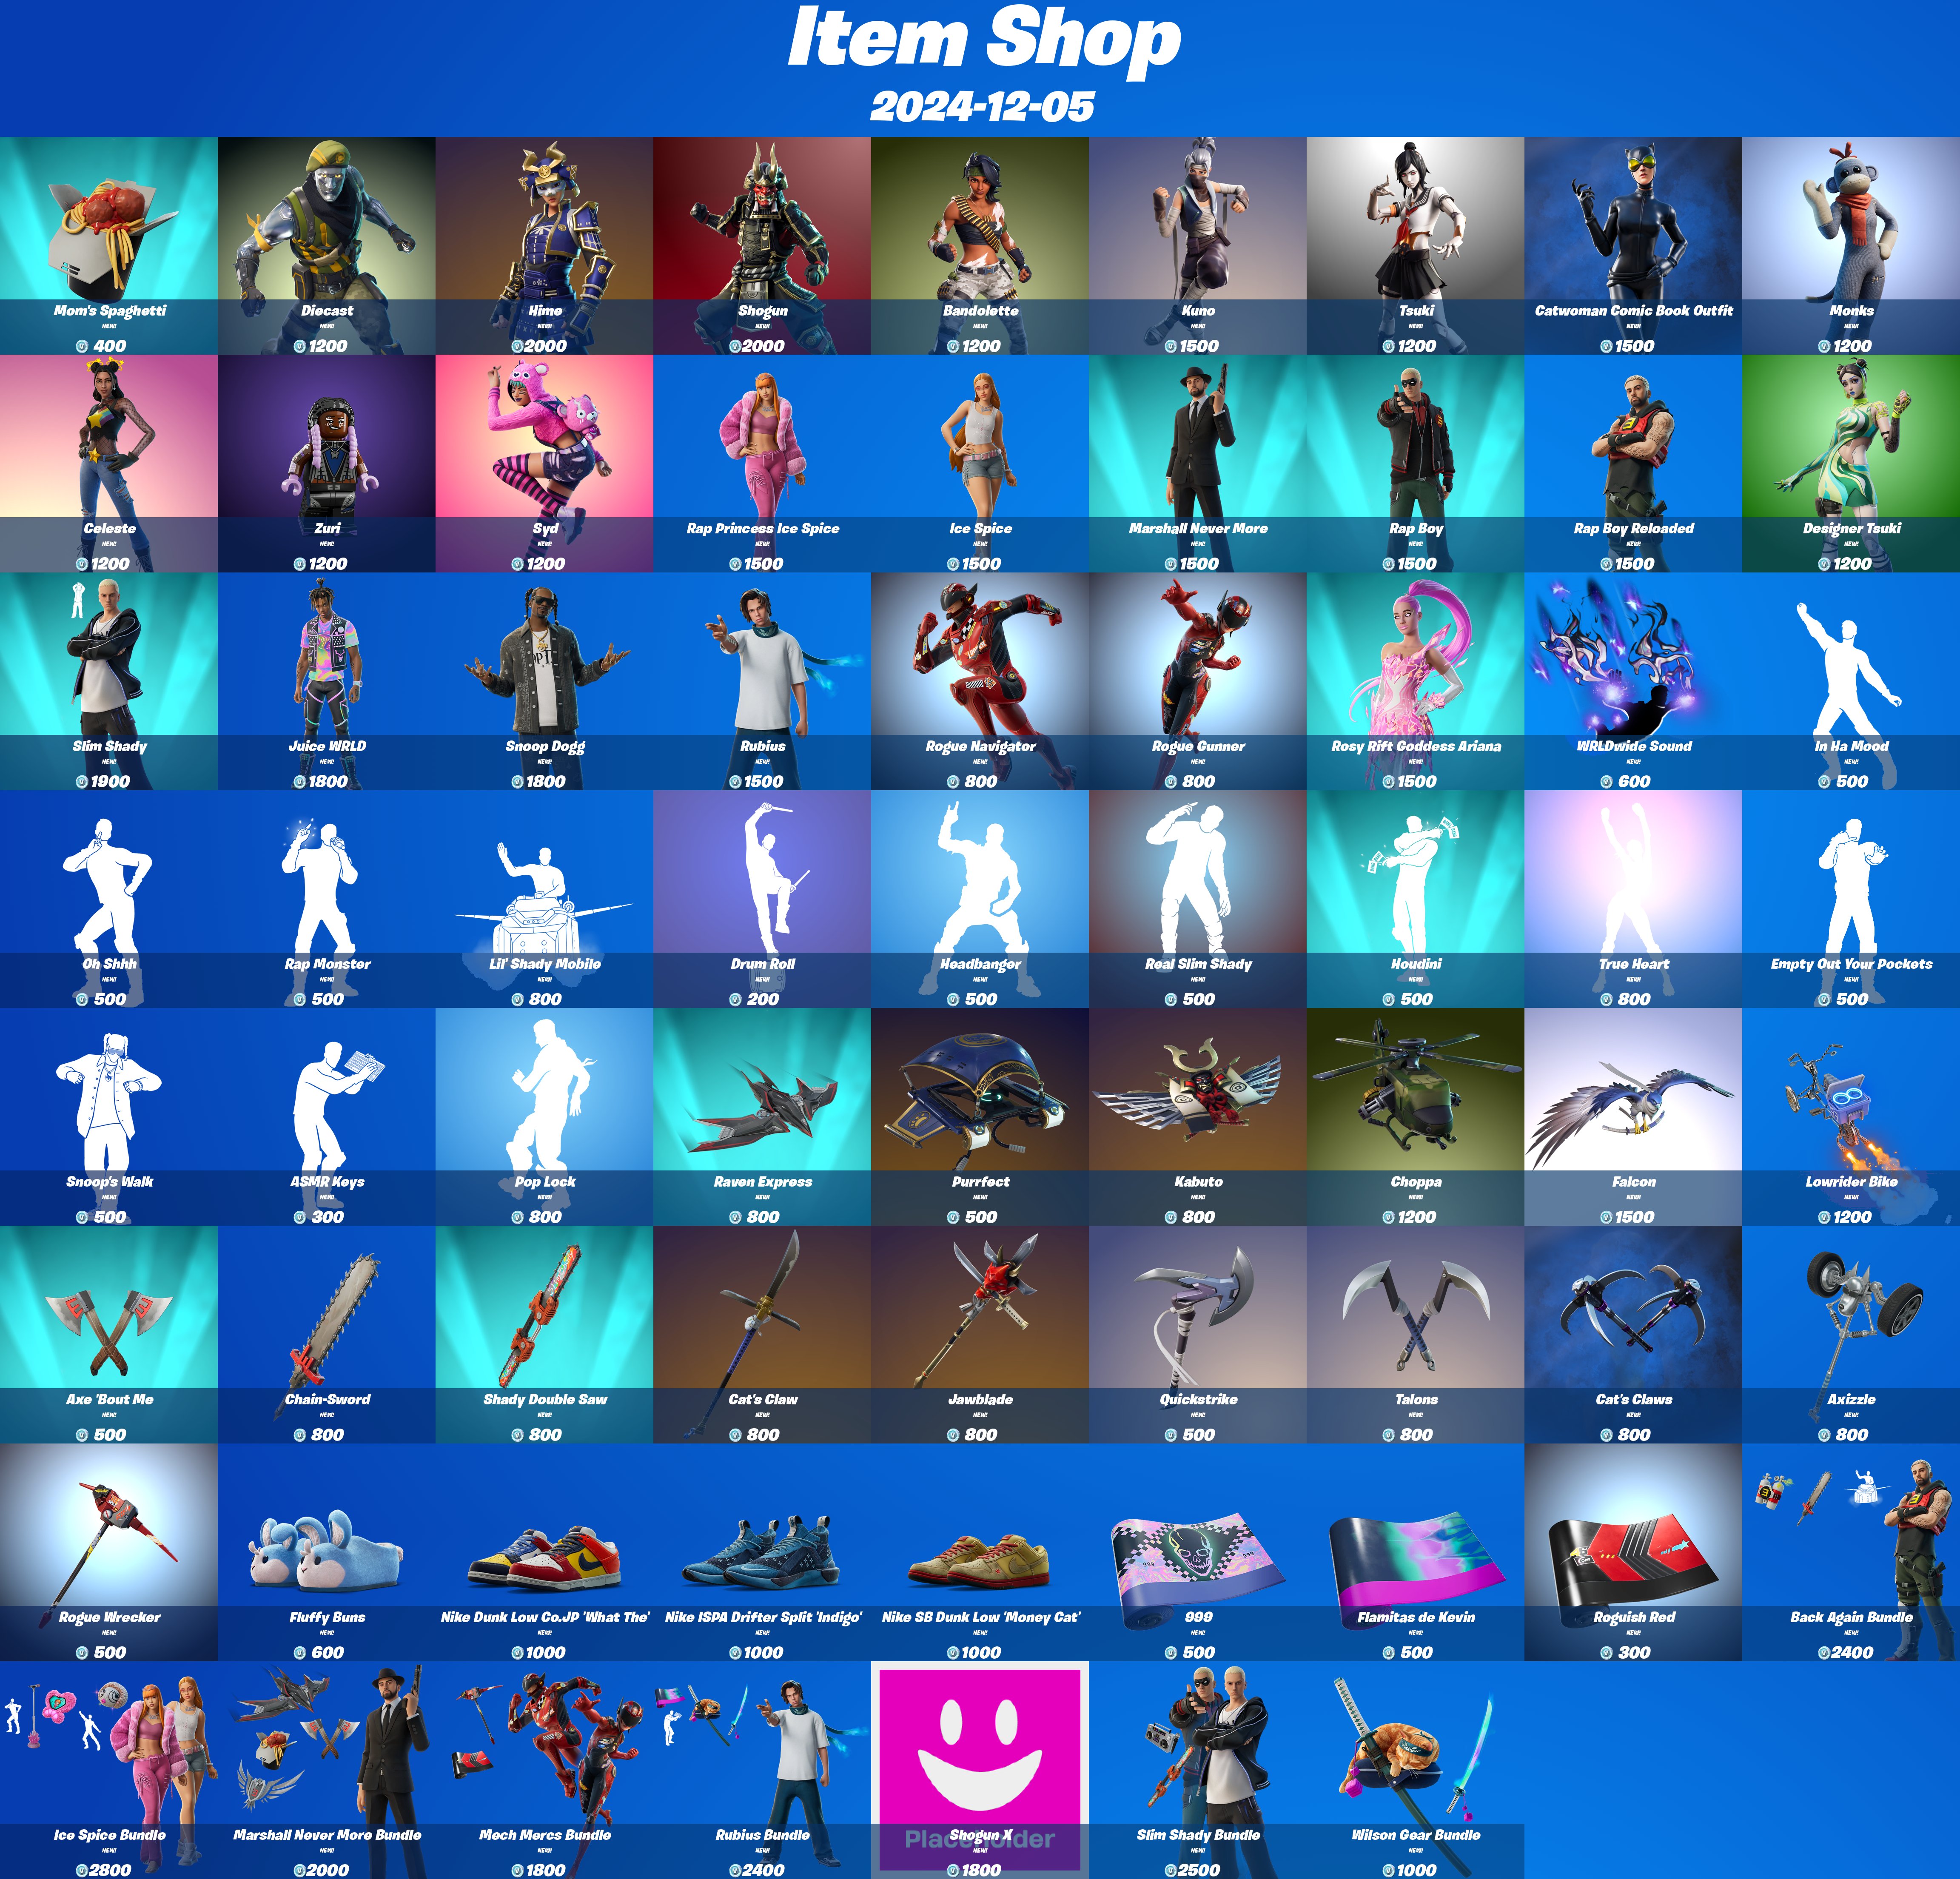 Item Shop
2024-12-05
Mom's Spaghetti
NEW!
400
Diecast
NEW!
1200
Hime
NEW!
2000
Shogun
NEW!
2000
Bandolette
NEW!
1200
Kuno
NEW!
1500
Tsuki
NEW!
1200
Catwoman Comic Book Outfit
NEW!
1500
Monks
NEW!
1200
Celeste
NEW!
1200
Zuri
NEW!
1200
Syd
NEW!
1200
Rap Princess Ice Spice
NEW!
1500
Ice Spice
NEW!
1500
Marshall Never More
NEW!
1500
Rap Boy
NEW!
1500
Rap Boy Reloaded
NEW!
1500
Designer Tsuki
NEW!
1200
Slim Shady
NEW!
1900
Juice WRLD
NEW!
1800
Snoop Dogg
NEW!
1800
Rubius
NEW!
1500
Rogue Navigator
NEW!
800
Rogue Gunner
NEW!
800
Rosy Rift Goddess Ariana
NEW!
1500
WRLDwide Sound
NEW!
600
In Ha Mood
NEW!
500
Oh Shhh
NEW!
500
Rap Monster
NEW!
500
Lil' Shady Mobile
NEW!
800
Drum Roll
NEW!
200
Headbanger
NEW!
500
Real Slim Shady
NEW!
500
Houdini
NEW!
500
True Heart
NEW!
800
Empty Out Your Pockets
NEW!
500
Snoop's Walk
NEW!
500
ASMR Keys
NEW!
300
Pop Lock
NEW!
800
Raven Express
NEW!
800
Purrfect
NEW!
500
Kabuto
NEW!
800
Choppa
NEW!
1200
Falcon
NEW!
1500
Lowrider Bike
NEW!
1200
Axe 'Bout Me
NEW!
500
Chain-Sword
NEW!
800
Shady Double Saw
NEW!
800
Cat's Claw
NEW!
800
Jawblade
NEW!
800
Quickstrike
NEW!
500
Talons
NEW!
800
Cat's Claws
NEW!
800
Axizzle
NEW!
800
Rogue Wrecker
NEW!
500
Fluffy Buns
NEW!
600
Nike Dunk Low Co.JP 'What The'
NEW!
1000
Nike ISPA Drifter Split 'Indigo'
NEW!
1000
Nike SB Dunk Low 'Money Cat'
NEW!
1000
999
999
999
NEW!
500
Flamitas de Kevin
NEW!
500
Roguish Red
NEW!
300
Back Again Bundle
NEW!
2400
Ice Spice Bundle
NEW!
2800
Marshall Never More Bundle
NEW!
2000
Mech Mercs Bundle
NEW!
1800
Rubius Bundle
NEW!
2400
Placeholder
Shogun X
NEW!
1800
Slim Shady Bundle
NEW!
2500
Wilson Gear Bundle
NEW!
1000